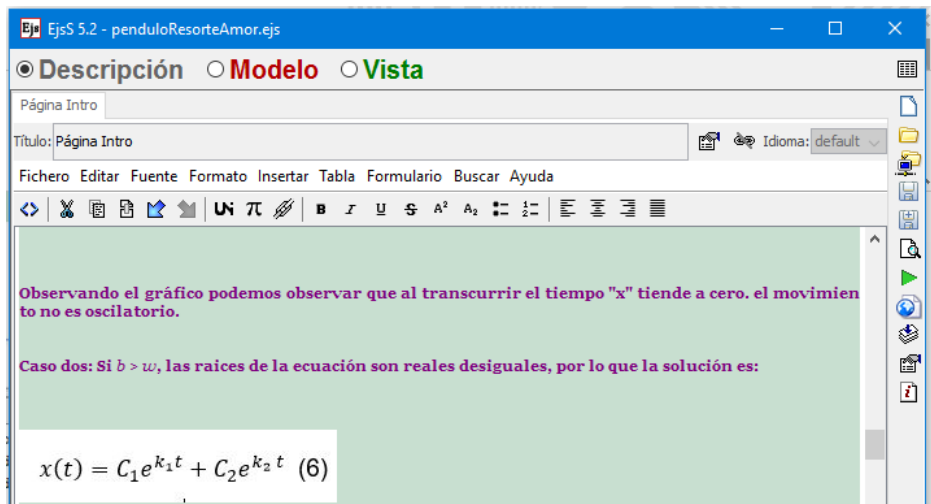 EjsS 5.2 - penduloResorteAmor.ejs
Descripción Modelo Vista
Página Intro
Título: Página Intro Idioma: default
Fichero Editar Fuente Formato Insertar Tabla Formulario Buscar Ayuda
Observando el gráfico podemos observar que al transcurrir el tiempo "x" tiende a cero. el movimien
to no es oscilatorio.
Caso dos: Si b > w, las raices de la ecuación son reales desiguales, por lo que la solución es:
x(t) = C₁e^{k₁t} + C₂e^{k₂ t} (6)